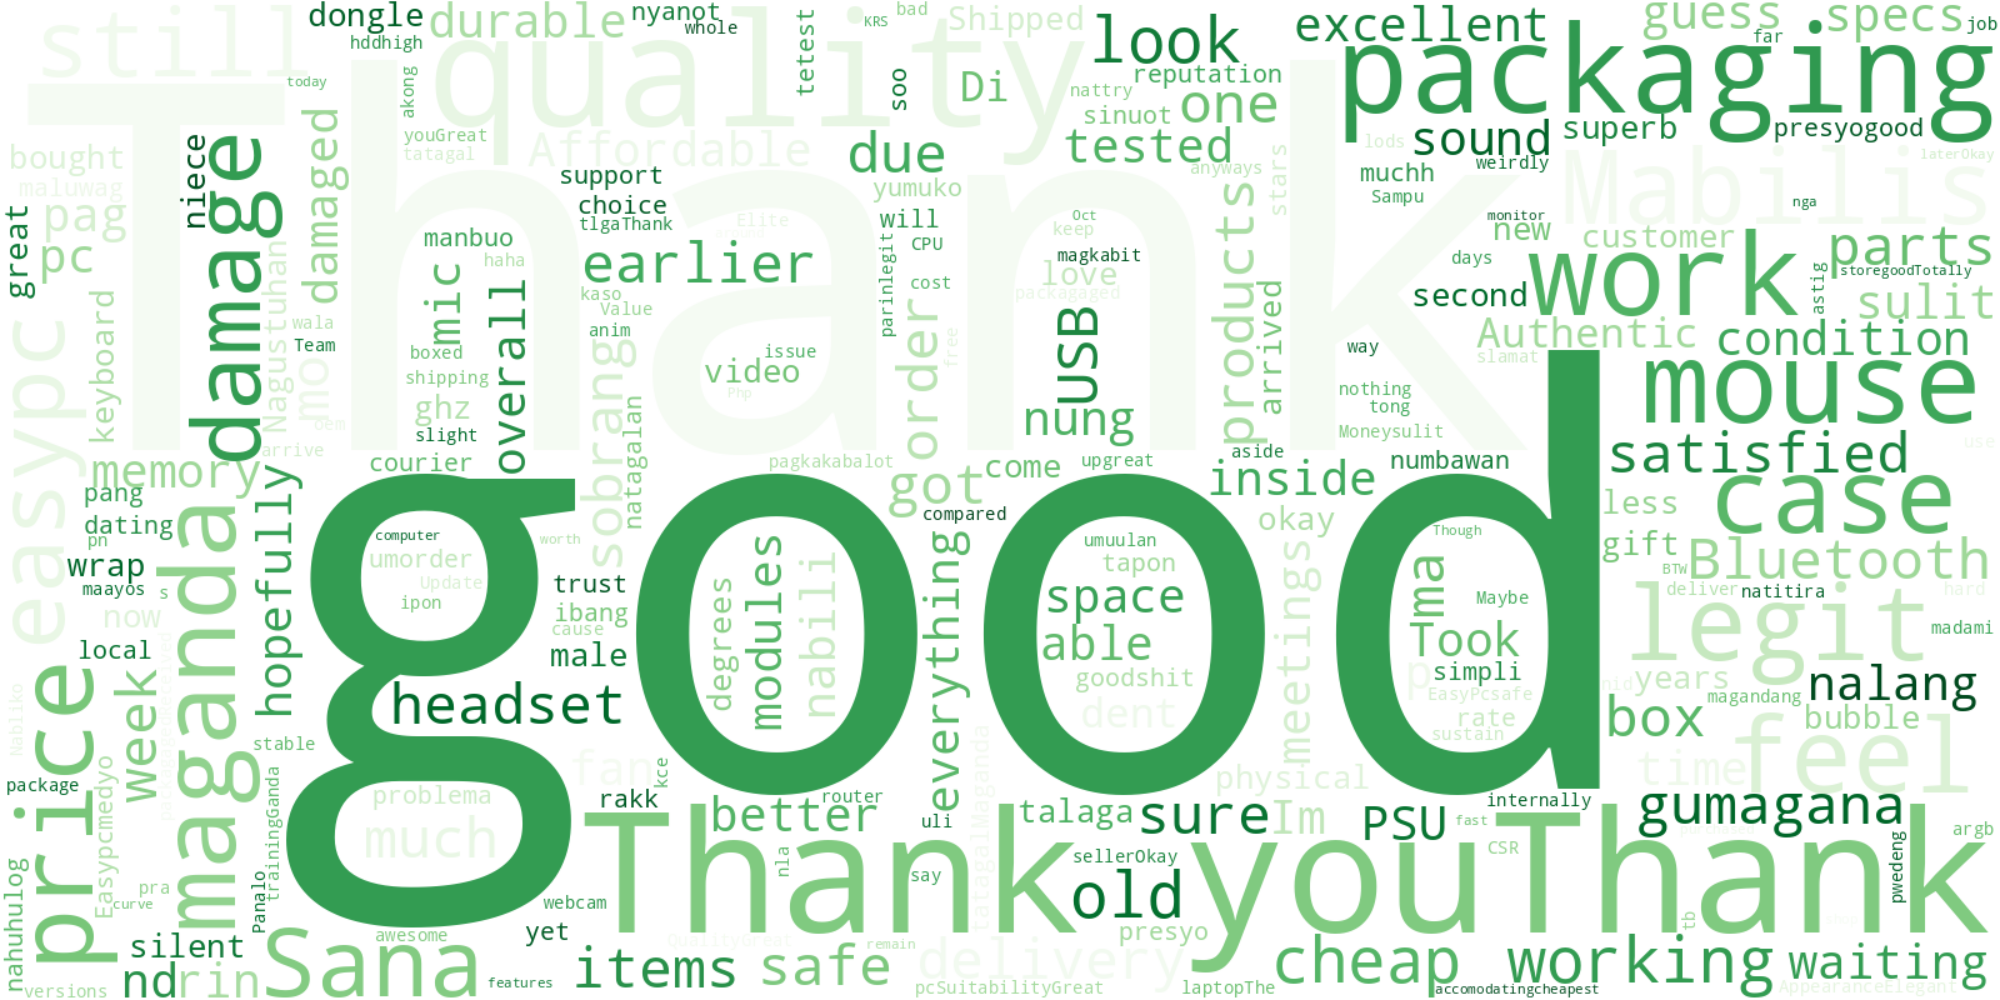 still
dongle
hddhigh
durable
nyanot
whole
quality
KRS
bad
Shipped
look
excellent
packaging
guess
far
specs
job
today
akong
tetest
soo
Di
reputation
nattry
sinuot
one
Thank
damaged
youGreat
tatagal
Affordable
due
tested
sound
superb
presyogood
bought
maluwag
niece
damage
support
choice
tlgaThank
yumuko
anyways
stars
lods
weirdly
muchh
Sampu
Mabilis
laterOkay
pag
great
pc
Nagustuhan
manbuo
haha
mic
Elite
around
will
CPU
Oct
keep
magkabit
love
products
nga
monitor
new
customer
parts
overall
earlier
kaso
Value
anim
parinlegit
cost
packagaged
arrived
days
second
work
storegoodTotally
astig
sulit
easypc
keyboard
wala
Team
mo
boxed
shipping
sobrang
video
issue
Php
order
free
USB
way
Authentic
slamat
condition
ghz
slight
oem
arrive
natagalan
nung
nothing
tong
Moneysulit
mouse
use
memory
courier
pagkakabalot
got
come
upgreat
aside
inside
numbawan
satisfied
pang
dating
pn
maganda
hopefully
good
compared
okay
less
case
computer
umorder
Update
ipon
worth
degrees
modules
nabili
everything
umuulan
tapon
space
able
goodshit
dent
meetings
Though
ma
Maybe
Took
simpli
p
EasyPcsafe
rate
sustain
gift
BTW
Bluetooth
wrap
maayos
s
now
trust
ibang
cause
male
deliver
natitira
hard
legit
madami
local
price
week
headset
nid
years
magandang
nalang
box
bubble
Nabliko
stable
fan
kce
tatagalMaganda
physical
time
feel
package
Easypcmedyo
trainingGanda
problema
much
rakk
better
router
uli
talaga
sure
Im
PSU
internally
fast
gumagana
purchased
argb
pra
curve
Panalo
Thank
nla
say
sellerOkay
old
youThank
CSR
pwedeng
nahuhulog
webcam
silent
Sana
awesome
yet
QualityGreat
remain
presyo
tb
ndrin
versions
features
items
safe
delivery
pcSuitabilityGreat
laptopThe
cheap
working
accomodatingcheapest
waiting
AppearanceElegant